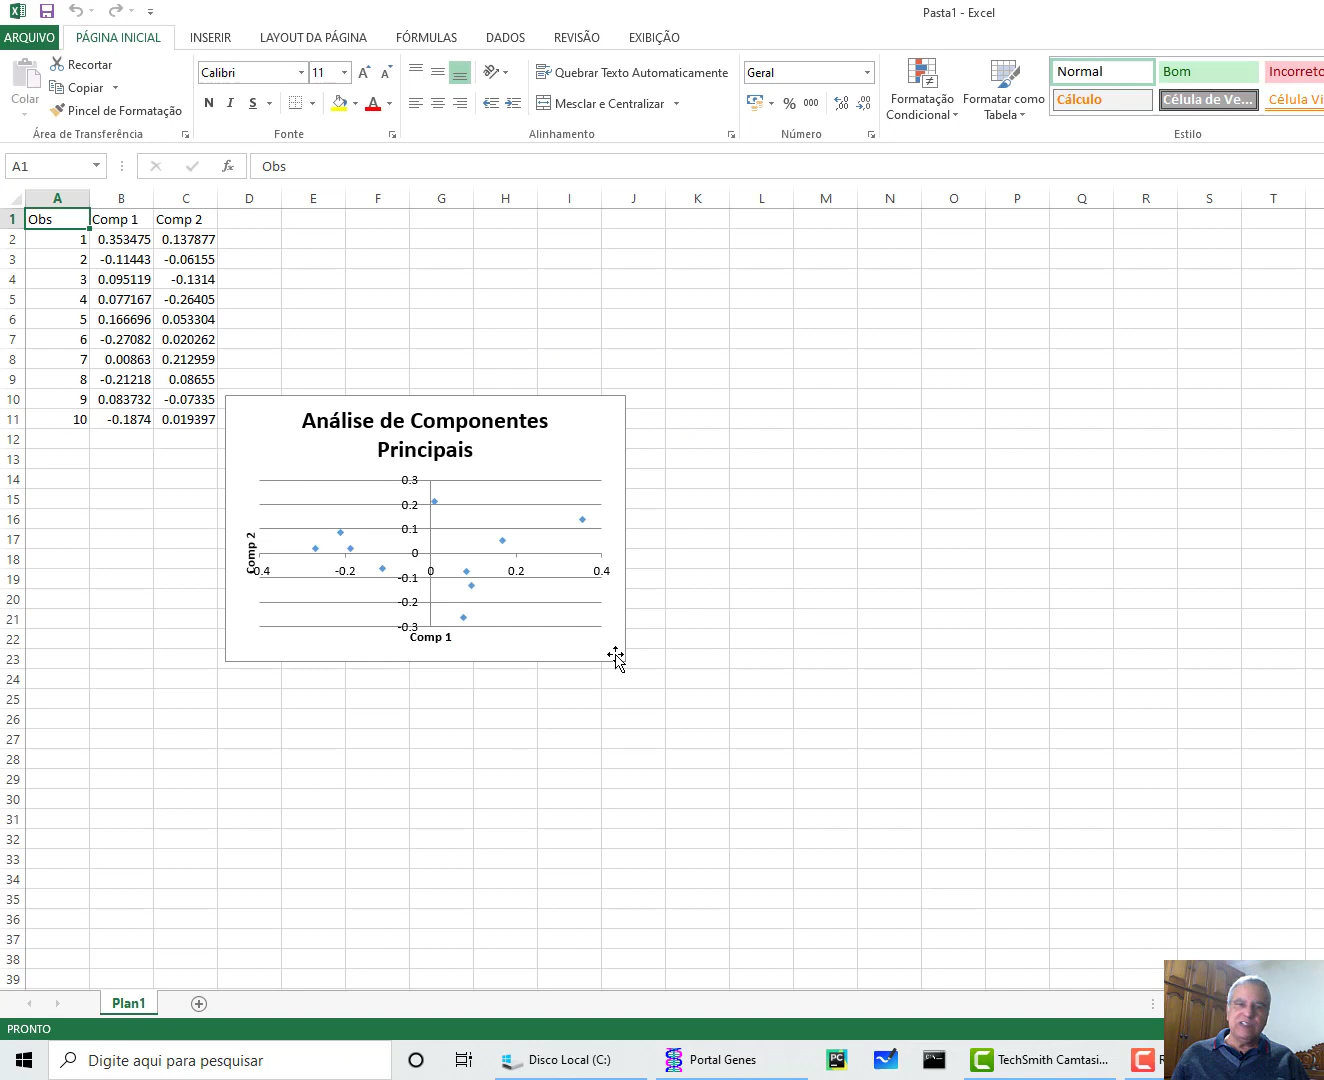 Pasta1 - Excel
ARQUIVO PÁGINA INICIAL INSERIR LAYOUT DA PÁGINA FÓRMULAS DADOS REVISÃO EXIBIÇÃO
Colar
Recortar
Copiar
Pincel de Formatação
Área de Transferência
Calibri 11
N I S
Fonte
Quebrar Texto Automaticamente
Mesclar e Centralizar
Alinhamento
Geral
% 000
Número
Formatação Condicional
Formatar como Tabela
Normal Bom Incorreto
Cálculo Célula de Ve... Célula Vi
Estilo
A1 fx Obs
A B C D E F G H I J K L M N O P Q R S T
1 Obs Comp 1 Comp 2
2 1 0.353475 0.137877
3 2 -0.11443 -0.06155
4 3 0.095119 -0.1314
5 4 0.077167 -0.26405
6 5 0.166696 0.053304
7 6 -0.27082 0.020262
8 7 0.00863 0.212959
9 8 -0.21218 0.08655
10 9 0.083732 -0.07335
11 10 -0.1874 0.019397
12
13
14
15
16
17
18
19
20
21
22
23
24
25
26
27
28
29
30
31
32
33
34
35
36
37
38
39
Análise de Componentes
Principais
0.3
0.2
0.1
0
-0.1
-0.2
-0.3
Comp 2
0.4 -0.2 0 0.2 0.4
Comp 1
Plan1
PRONTO
Digite aqui para pesquisar
Disco Local (C:)
Portal Genes
PC
TechSmith Camtasi...